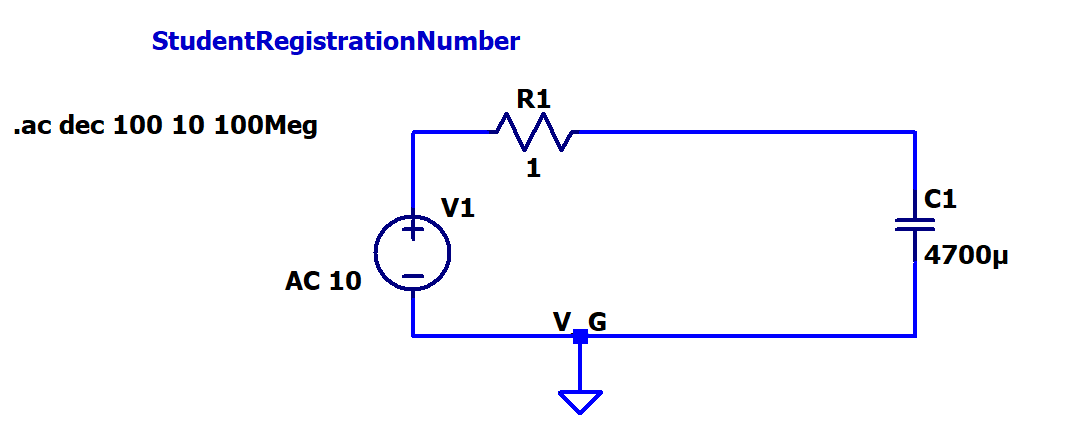 StudentRegistrationNumber
.ac dec 100 10 100Meg
R1
1
V1
AC 10
C1
4700µ
V_G